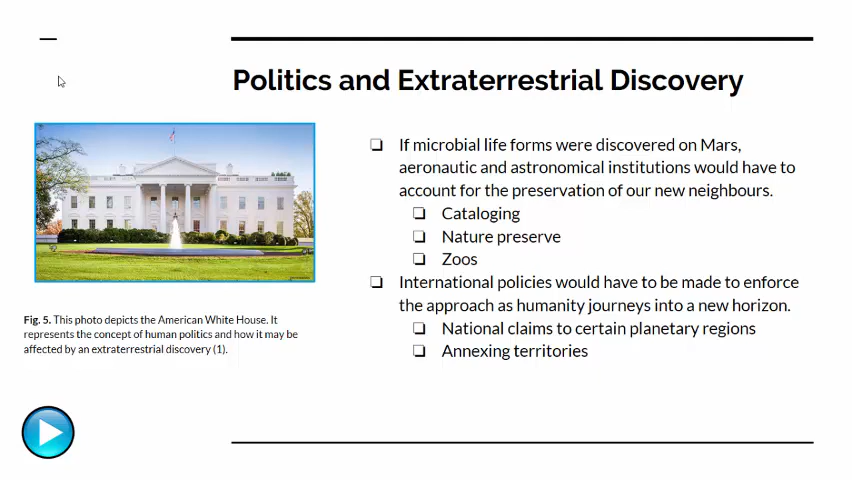 Politics and Extraterrestrial Discovery
If microbial life forms were discovered on Mars,
aeronautic and astronomical institutions would have to
account for the preservation of our new neighbours.
Cataloging
Nature preserve
Zoos
International policies would have to be made to enforce
the approach as humanity journeys into a new horizon.
National claims to certain planetary regions
Annexing territories
Fig. 5. This photo depicts the American White House. It
represents the concept of human politics and how it may be
affected by an extraterrestrial discovery (1).